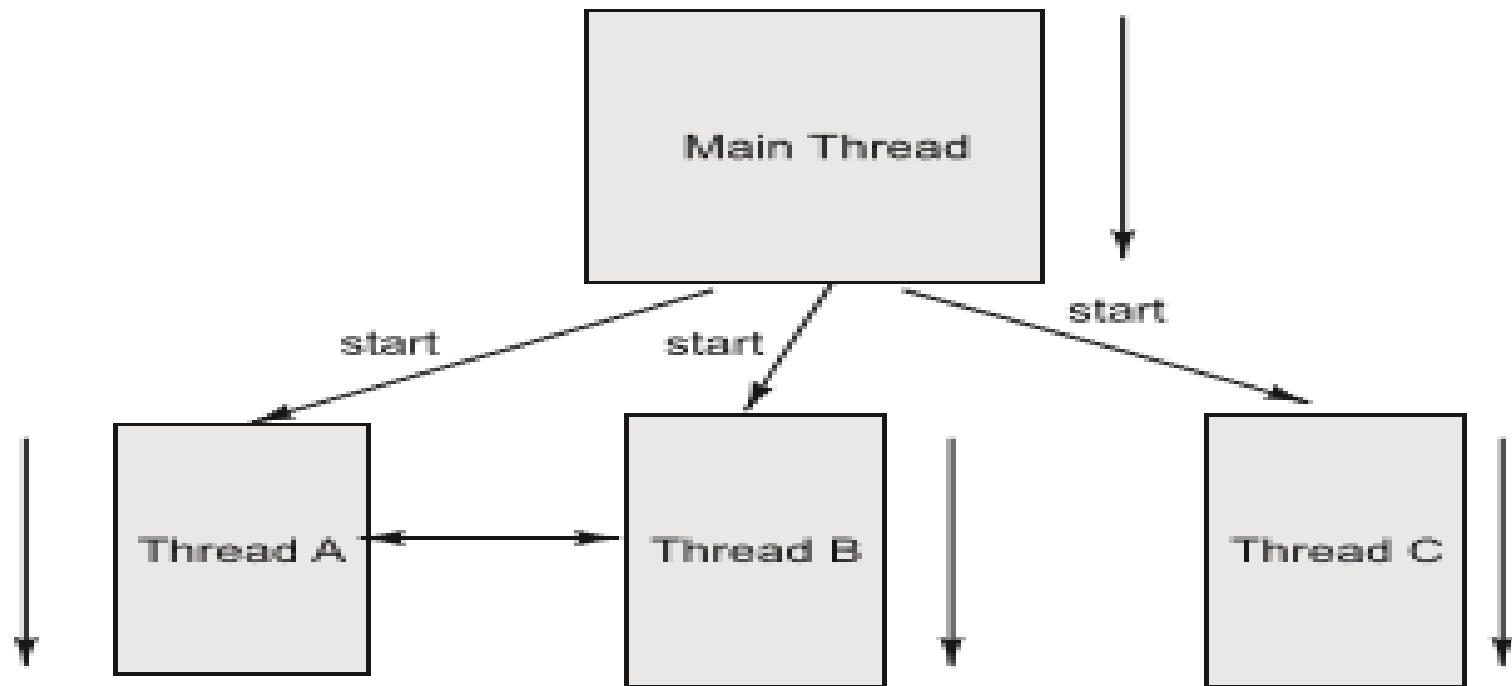 Main Thread
start
start
start
Thread A
Thread B
Thread C